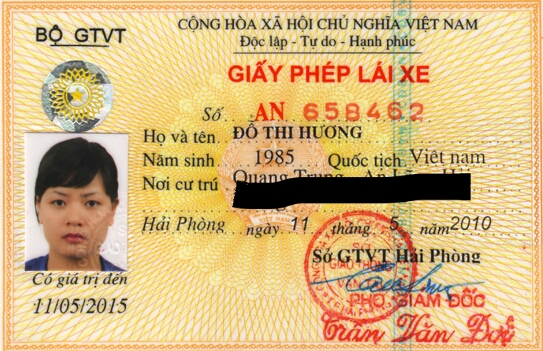 CỘNG HÒA XÃ HỘI CHỦ NGHĨA VIỆT NAM
BỘ GTVT
Độc lập - Tự do - Hạnh phúc
GIẤY PHÉP LÁI XE
Số AN 658462
Họ và tên ĐỖ THI HƯƠNG
Năm sinh 1985 Quốc tịch Việt nam
Nơi cư trú Quang Trung
Hải Phòng ngày 11 tháng 5 năm 2010
Sở GTVT Hải Phòng
Có giá trị đến
11/05/2015
PHÓ GIÁM ĐỐC
Trần Văn